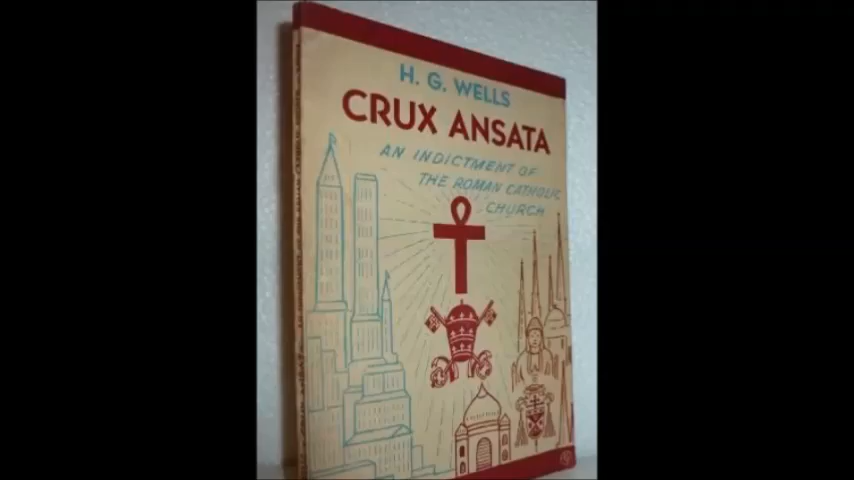 H. G. WELLS
CRUX ANSATA
AN INDICTMENT OF
THE ROMAN CATHOLIC
CHURCH